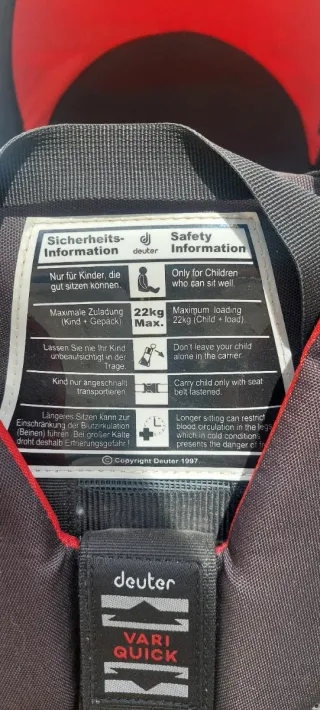 Sicherheits-
Information
deuter
Safety
Information
Nur für Kinder, die
gut sitzen können.
Only for Children
who can sit well.
Maximale Zuladung
(Kind + Gepäck)
22kg
Max.
Maximum loading
22kg (Child + load).
Lassen Sie nie Ihr Kind
unbeaufsichtigt in der
Trage.
Don't leave your child
alone in the carrier.
Kind nur angeschnallt
transportieren.
Carry child only with seat
belt fastened.
Längeres Sitzen kann zur
Einschränkung der Blutzirkulation
(Beinen) führen. Bei großer Kälte
droht deshalb Erfrierungsgefahr !
Longer sitting can restrict
blood circulation in the legs
which in cold condition
presents the danger of
© Copyright Deuter 1997
deuter
VARI
QUICK